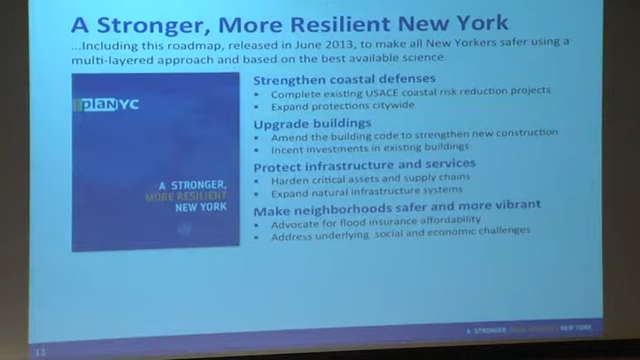 A Stronger, More Resilient New York
...Including this roadmap, released in June 2013, to make all New Yorkers safer using a
multi-layered approach and based on the best available science.
plaNYC
A STRONGER,
MORE RESILIENT
NEW YORK
Strengthen coastal defenses
• Complete existing USACE coastal risk reduction projects
• Expand protections citywide
Upgrade buildings
• Amend the building code to strengthen new construction
• Incent investments in existing buildings
Protect infrastructure and services
• Harden critical assets and supply chains
• Expand natural infrastructure systems
Make neighborhoods safer and more vibrant
• Advocate for flood insurance affordability
• Address underlying social and economic challenges
11
A STRONGER, MORE RESILIENT NEW YORK